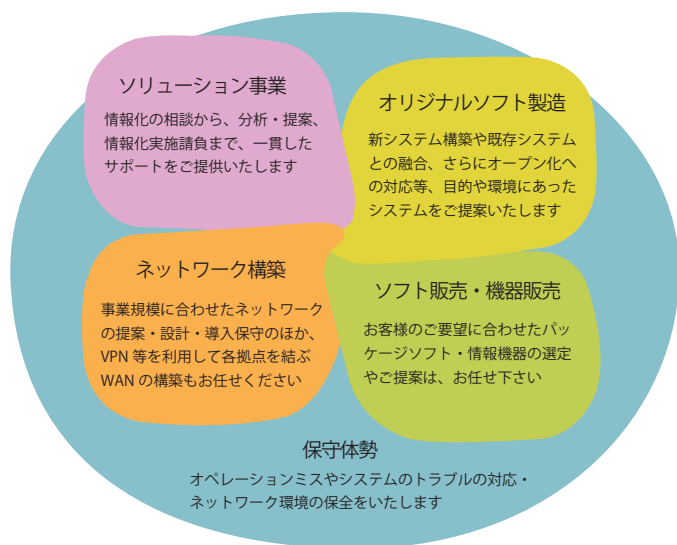 ソリューション事業
情報化の相談から、分析・提案、
情報化実施請負まで、一貫した
サポートをご提供いたします
オリジナルソフト製造
新システム構築や既存システム
との融合、さらにオープン化へ
の対応等、目的や環境にあった
システムをご提案いたします
ネットワーク構築
事業規模に合わせたネットワーク
の提案・設計・導入保守のほか、
VPN 等を利用して各拠点を結ぶ
WAN の構築もお任せください
ソフト販売・機器販売
お客様のご要望に合わせたパッ
ケージソフト・情報機器の選定
やご提案は、お任せ下さい
保守体勢
オペレーションミスやシステムのトラブルの対応・
ネットワーク環境の保全をいたします